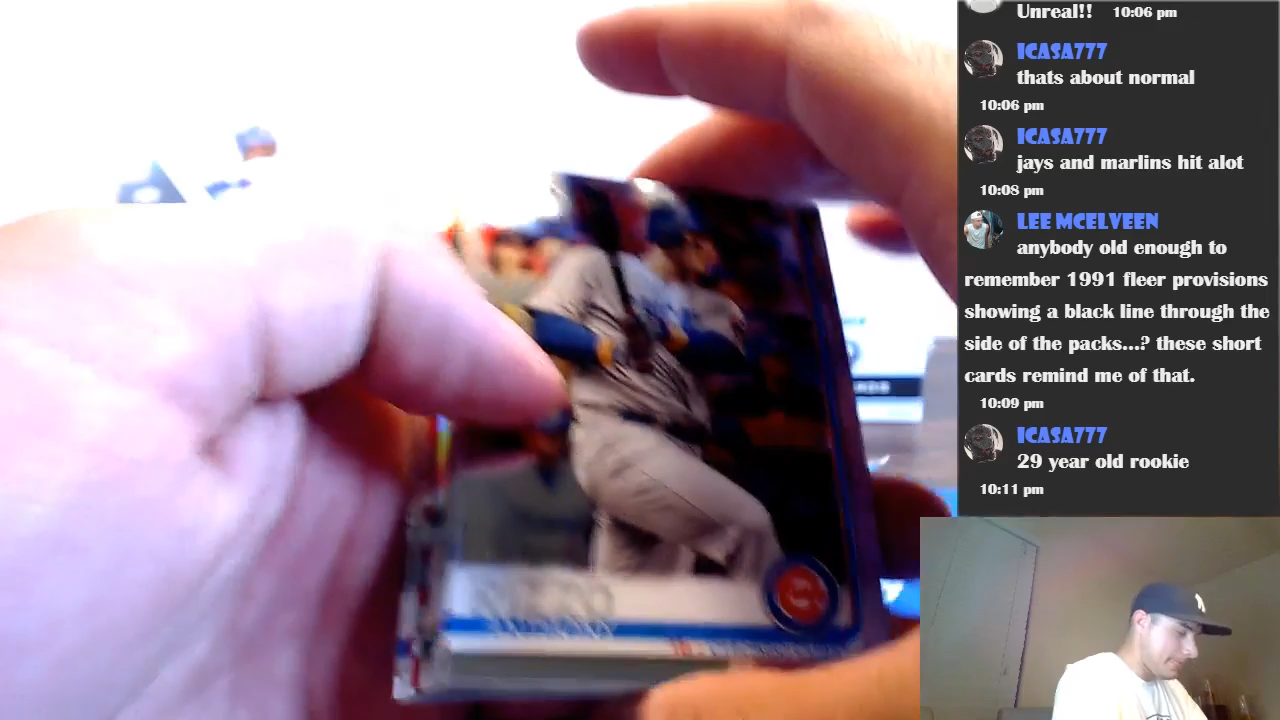 Unreal!! 10:06 pm
ICASA777
thats about normal
10:06 pm
ICASA777
jays and marlins hit alot
10:08 pm
LEE MCELVEEN
anybody old enough to
remember 1991 fleer provisions
showing a black line through the
side of the packs...? these short
cards remind me of that.
10:09 pm
ICASA777
29 year old rookie
10:11 pm